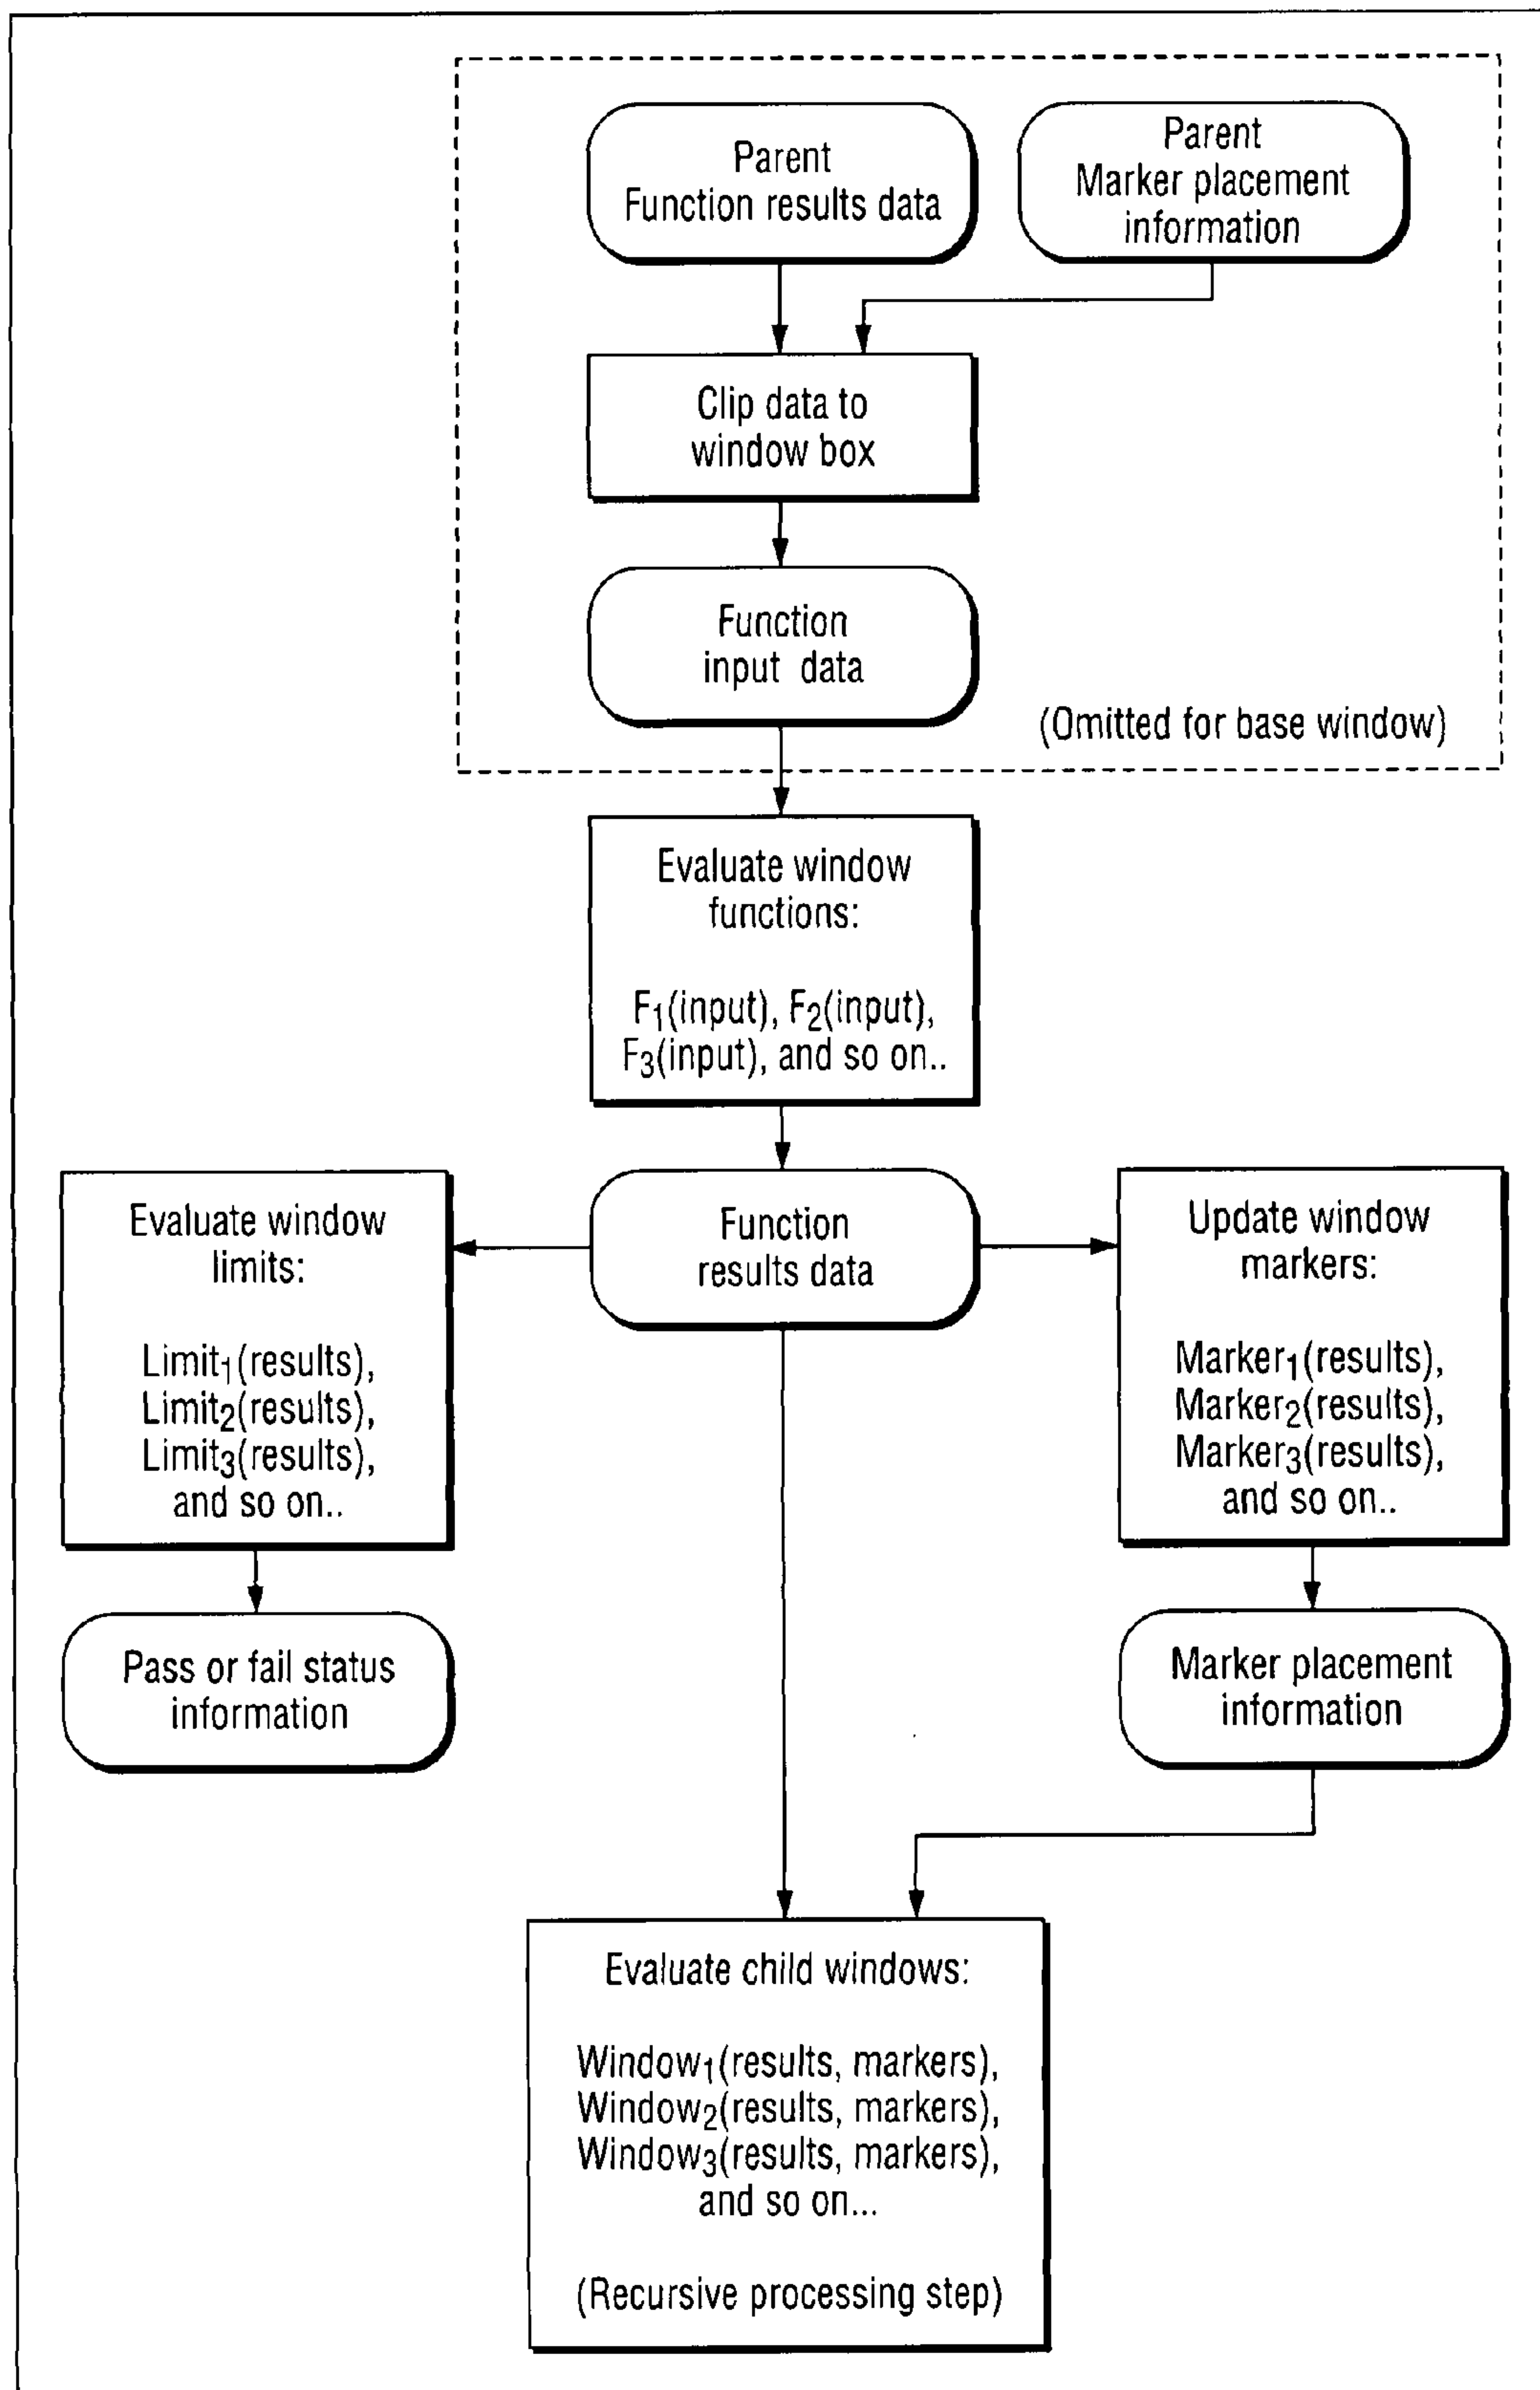 Parent
Function results data
Parent
Marker placement
information
Clip data to
window box
Function
input data
(Omitted for base window)
Evaluate window
functions:
F₁(input), F₂(input),
F₃(input), and so on..
Evaluate window
limits:
Limit₁(results),
Limit₂(results),
Limit₃(results),
and so on..
Function
results data
Update window
markers:
Marker₁(results),
Marker₂(results),
Marker₃(results),
and so on..
Pass or fail status
information
Marker placement
information
Evaluate child windows:
Window₁(results, markers),
Window₂(results, markers),
Window₃(results, markers),
and so on...
(Recursive processing step)